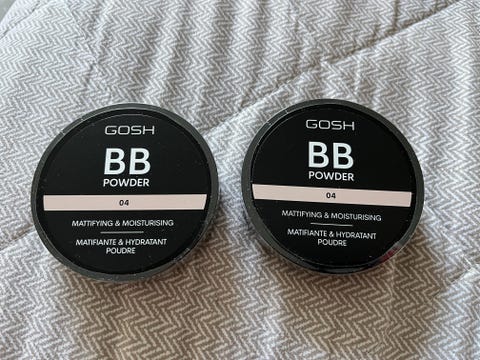 GOSH
BB
POWDER
04
MATTIFYING & MOISTURISING
MATIFIANTE & HYDRATANT
POUDRE
GOSH
BB
POWDER
04
MATTIFYING & MOISTURISING
MATIFIANTE & HYDRATANT
POUDRE